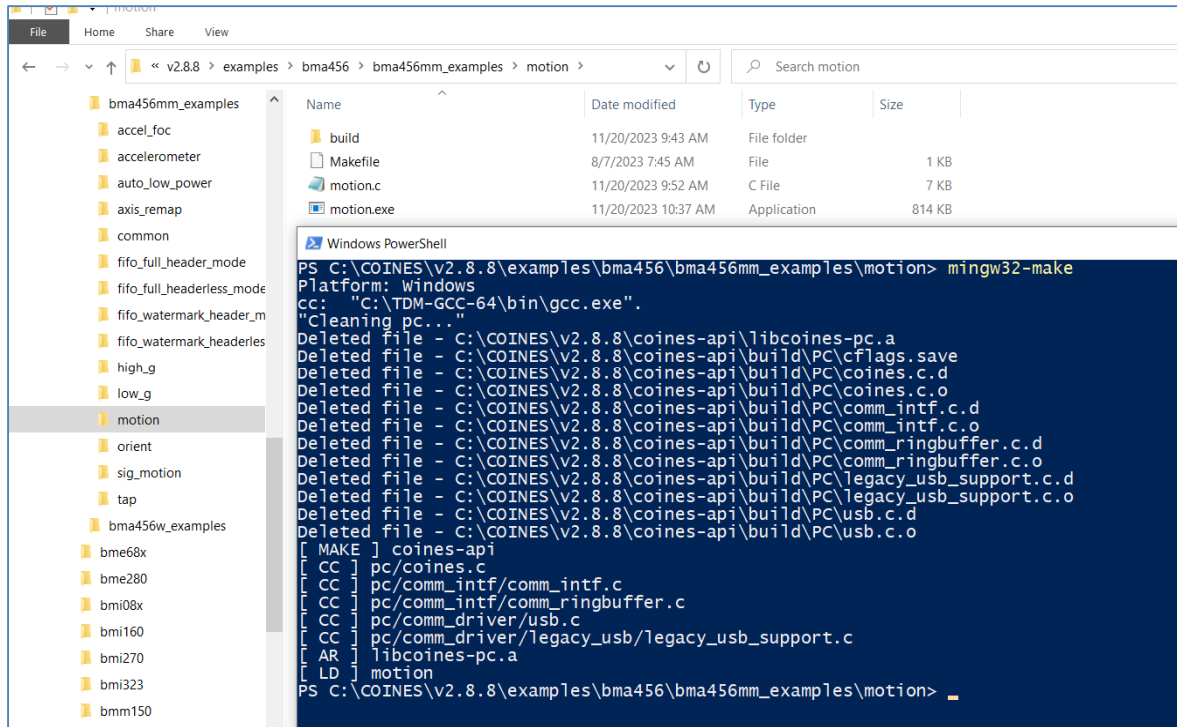 motion
File Home Share View
« v2.8.8 > examples > bma456 > bma456mm_examples > motion >
Search motion
Name Date modified Type Size
build 11/20/2023 9:43 AM File folder
Makefile 8/7/2023 7:45 AM File 1 KB
motion.c 11/20/2023 9:52 AM C File 7 KB
motion.exe 11/20/2023 10:37 AM Application 814 KB
bma456mm_examples
accel_foc
accelerometer
auto_low_power
axis_remap
common
fifo_full_header_mode
fifo_full_headerless_mode
fifo_watermark_header_m
fifo_watermark_headerles
high_g
low_g
motion
orient
sig_motion
tap
bma456w_examples
bme68x
bme280
bmi08x
bmi160
bmi270
bmi323
bmm150
Windows PowerShell
PS C:\COINES\v2.8.8\examples\bma456\bma456mm_examples\motion> mingw32-make
Platform: Windows
cc:  "C:\TDM-GCC-64\bin\gcc.exe".
"Cleaning pc..."
Deleted file - C:\COINES\v2.8.8\coines-api\libcoines-pc.a
Deleted file - C:\COINES\v2.8.8\coines-api\build\PC\cflags.save
Deleted file - C:\COINES\v2.8.8\coines-api\build\PC\coines.c.d
Deleted file - C:\COINES\v2.8.8\coines-api\build\PC\coines.c.o
Deleted file - C:\COINES\v2.8.8\coines-api\build\PC\comm_intf.c.d
Deleted file - C:\COINES\v2.8.8\coines-api\build\PC\comm_intf.c.o
Deleted file - C:\COINES\v2.8.8\coines-api\build\PC\comm_ringbuffer.c.d
Deleted file - C:\COINES\v2.8.8\coines-api\build\PC\comm_ringbuffer.c.o
Deleted file - C:\COINES\v2.8.8\coines-api\build\PC\legacy_usb_support.c.d
Deleted file - C:\COINES\v2.8.8\coines-api\build\PC\legacy_usb_support.c.o
Deleted file - C:\COINES\v2.8.8\coines-api\build\PC\usb.c.d
Deleted file - C:\COINES\v2.8.8\coines-api\build\PC\usb.c.o
[ MAKE ] coines-api
[ CC ] pc/coines.c
[ CC ] pc/comm_intf/comm_intf.c
[ CC ] pc/comm_intf/comm_ringbuffer.c
[ CC ] pc/comm_driver/usb.c
[ CC ] pc/comm_driver/legacy_usb/legacy_usb_support.c
[ AR ] libcoines-pc.a
[ LD ] motion
PS C:\COINES\v2.8.8\examples\bma456\bma456mm_examples\motion> _